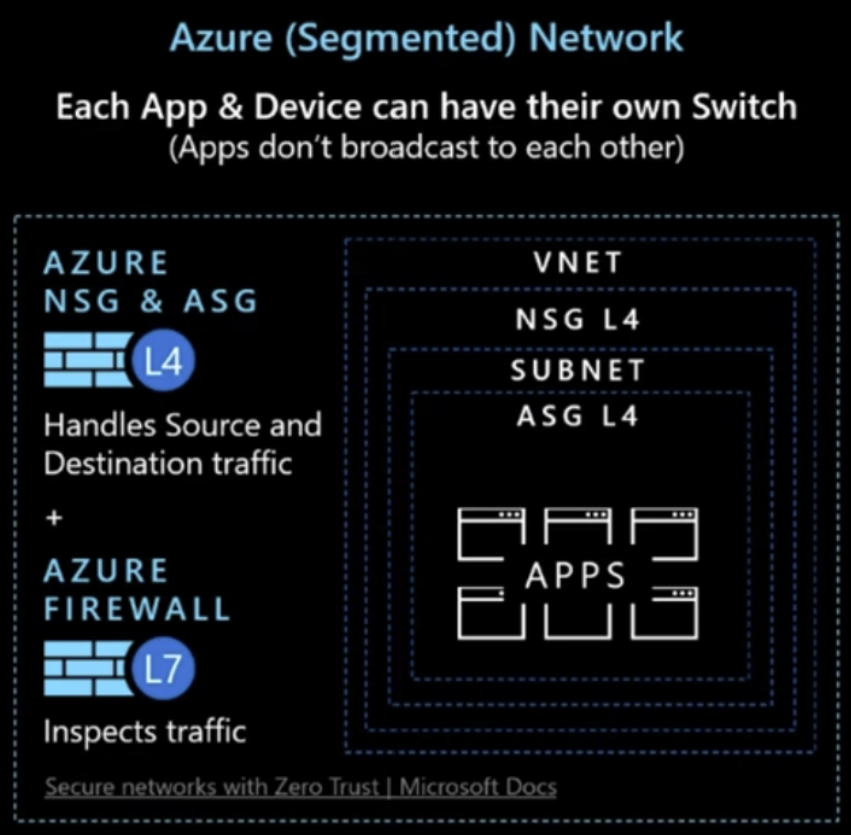 Azure (Segmented) Network
Each App & Device can have their own Switch
(Apps don't broadcast to each other)
AZURE
NSG & ASG
L4
Handles Source and
Destination traffic
+
AZURE
FIREWALL
L7
Inspects traffic
Secure networks with Zero Trust | Microsoft Docs
VNET
NSG L4
SUBNET
ASG L4
APPS